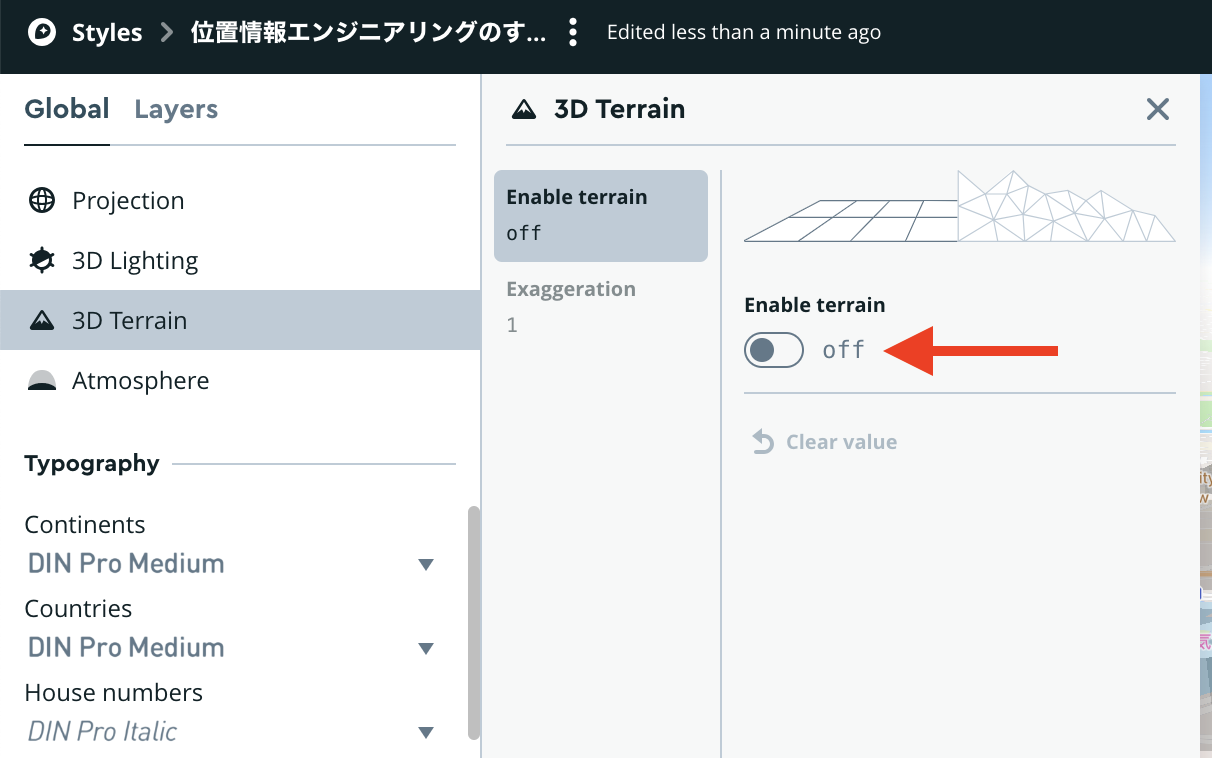 Styles
位置情報エンジニアリングのす...
Edited less than a minute ago
Global
Layers
Projection
3D Lighting
3D Terrain
Atmosphere
Typography
Continents
DIN Pro Medium
Countries
DIN Pro Medium
House numbers
DIN Pro Italic
3D Terrain
Enable terrain
off
Exaggeration
1
Enable terrain
off
Clear value